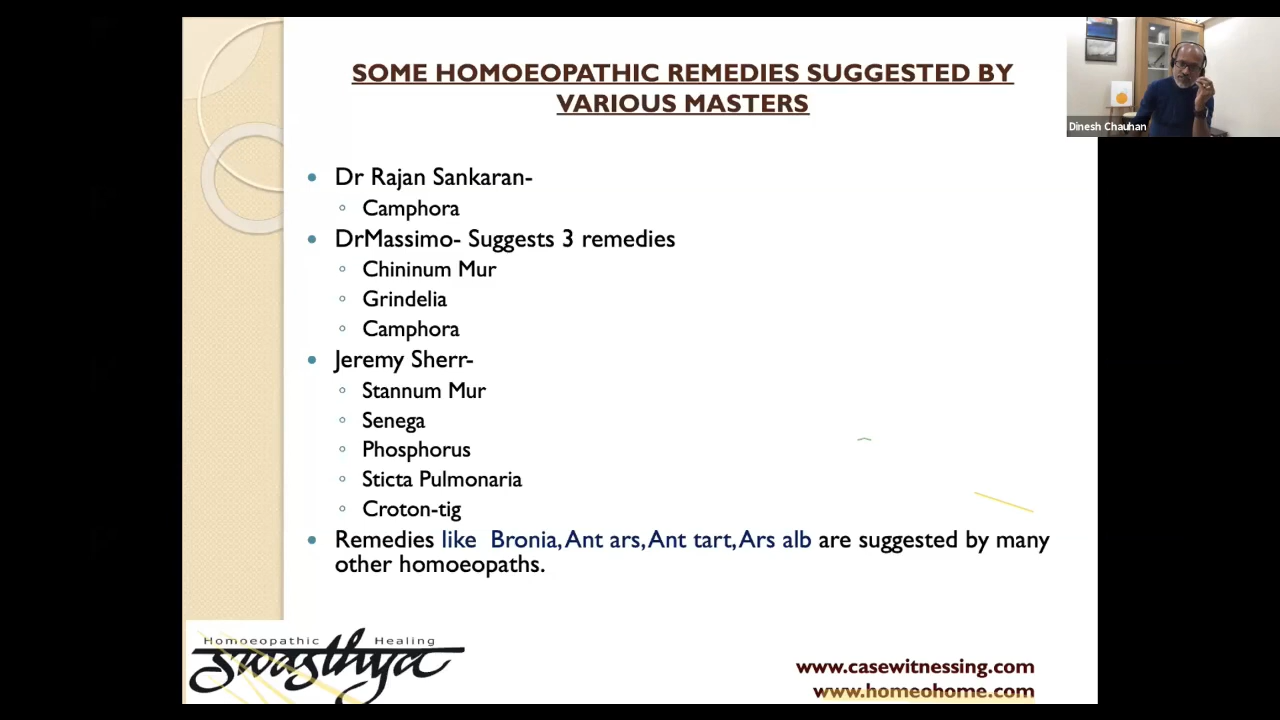 SOME HOMOEOPATHIC REMEDIES SUGGESTED BY
VARIOUS MASTERS
Dinesh Chauhan
• Dr Rajan Sankaran-
◦ Camphora
• DrMassimo- Suggests 3 remedies
◦ Chininum Mur
◦ Grindelia
◦ Camphora
• Jeremy Sherr-
◦ Stannum Mur
◦ Senega
◦ Phosphorus
◦ Sticta Pulmonaria
◦ Croton-tig
• Remedies like Bronia,Ant ars,Ant tart,Ars alb are suggested by many
other homoeopaths.
Homoeopathic Healing
swasthya
www.casewitnessing.com
www.homeohome.com